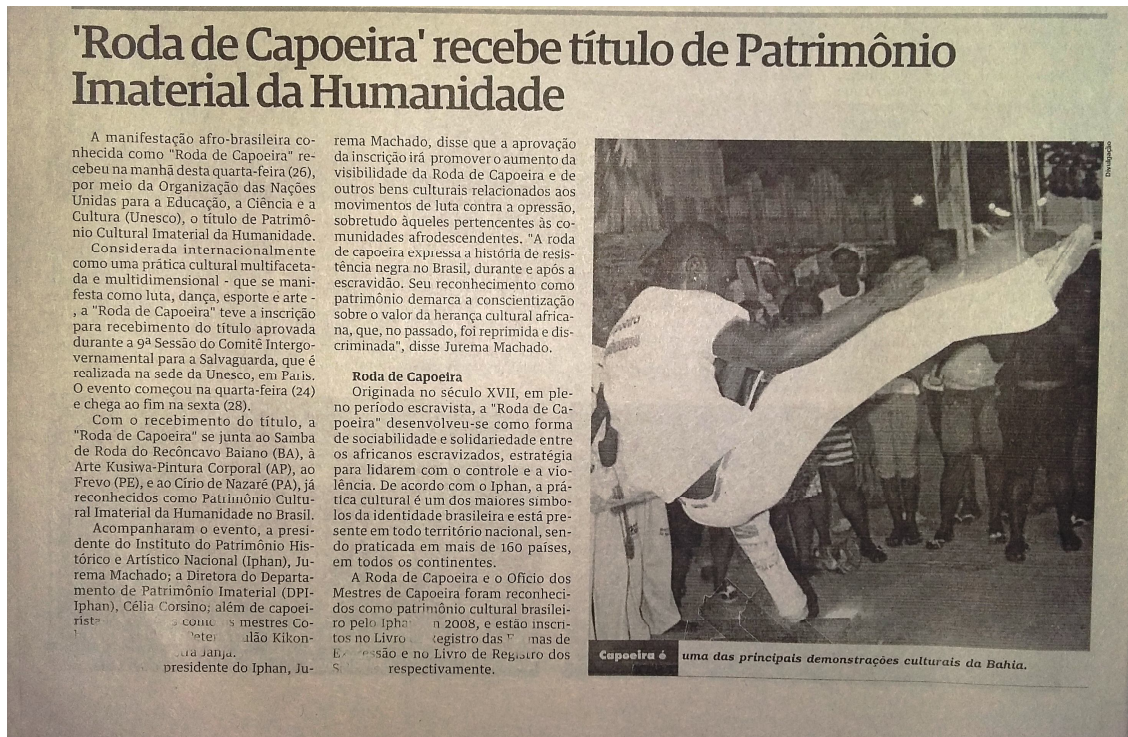 'Roda de Capoeira' recebe título de Patrimônio
Imaterial da Humanidade
A manifestação afro-brasileira co-
nhecida como "Roda de Capoeira" re-
cebeu na manhã desta quarta-feira (26),
por meio da Organização das Nações
Unidas para a Educação, a Ciência e a
Cultura (Unesco), o título de Patrimô-
nio Cultural Imaterial da Humanidade.
Considerada internacionalmente
como uma prática cultural multifaceta-
da e multidimensional - que se mani-
festa como luta, dança, esporte e arte -
, a "Roda de Capoeira" teve a inscrição
para recebimento do título aprovada
durante a 9ª Sessão do Comitê Intergo-
vernamental para a Salvaguarda, que é
realizada na sede da Unesco, em Paris.
O evento começou na quarta-feira (24)
e chega ao fim na sexta (28).
Com o recebimento do título, a
"Roda de Capoeira" se junta ao Samba
de Roda do Recôncavo Baiano (BA), à
Arte Kusiwa-Pintura Corporal (AP), ao
Frevo (PE), e ao Círio de Nazaré (PA), já
reconhecidos como Patrimônio Cultu-
ral Imaterial da Humanidade no Brasil.
Acompanharam o evento, a presi-
dente do Instituto do Patrimônio His-
tórico e Artístico Nacional (Iphan), Ju-
rema Machado; a Diretora do Departa-
mento de Patrimônio Imaterial (DPI-
Iphan), Célia Corsino; além de capoei-
mestres Co-
Kikon-
Janja.
presidente do Iphan, Ju-
rema Machado, disse que a aprovação
da inscrição irá promover o aumento da
visibilidade da Roda de Capoeira e de
outros bens culturais relacionados aos
movimentos de luta contra a opressão,
sobretudo àqueles pertencentes às co-
munidades afrodescendentes. "A roda
de capoeira expressa a história de resis-
tência negra no Brasil, durante e após a
escravidão. Seu reconhecimento como
patrimônio demarca a conscientização
sobre o valor da herança cultural africa-
na, que, no passado, foi reprimida e dis-
criminada", disse Jurema Machado.
Roda de Capoeira
Originada no século XVII, em ple-
no período escravista, a "Roda de Ca-
poeira" desenvolveu-se como forma
de sociabilidade e solidariedade entre
os africanos escravizados, estratégia
para lidarem com o controle e a vio-
lência. De acordo com o Iphan, a prá-
tica cultural é um dos maiores símbo-
los da identidade brasileira e está pre-
sente em todo território nacional, sen-
do praticada em mais de 160 países,
em todos os continentes.
A Roda de Capoeira e o Ofício dos
Mestres de Capoeira foram reconheci-
dos como patrimônio cultural brasilei-
ro pelo 2008, e estão inscri-
tos no Livro das de
e no Livro de Registro dos
respectivamente.
Divulgação
Capoeira é uma das principais demonstrações culturais da Bahia.